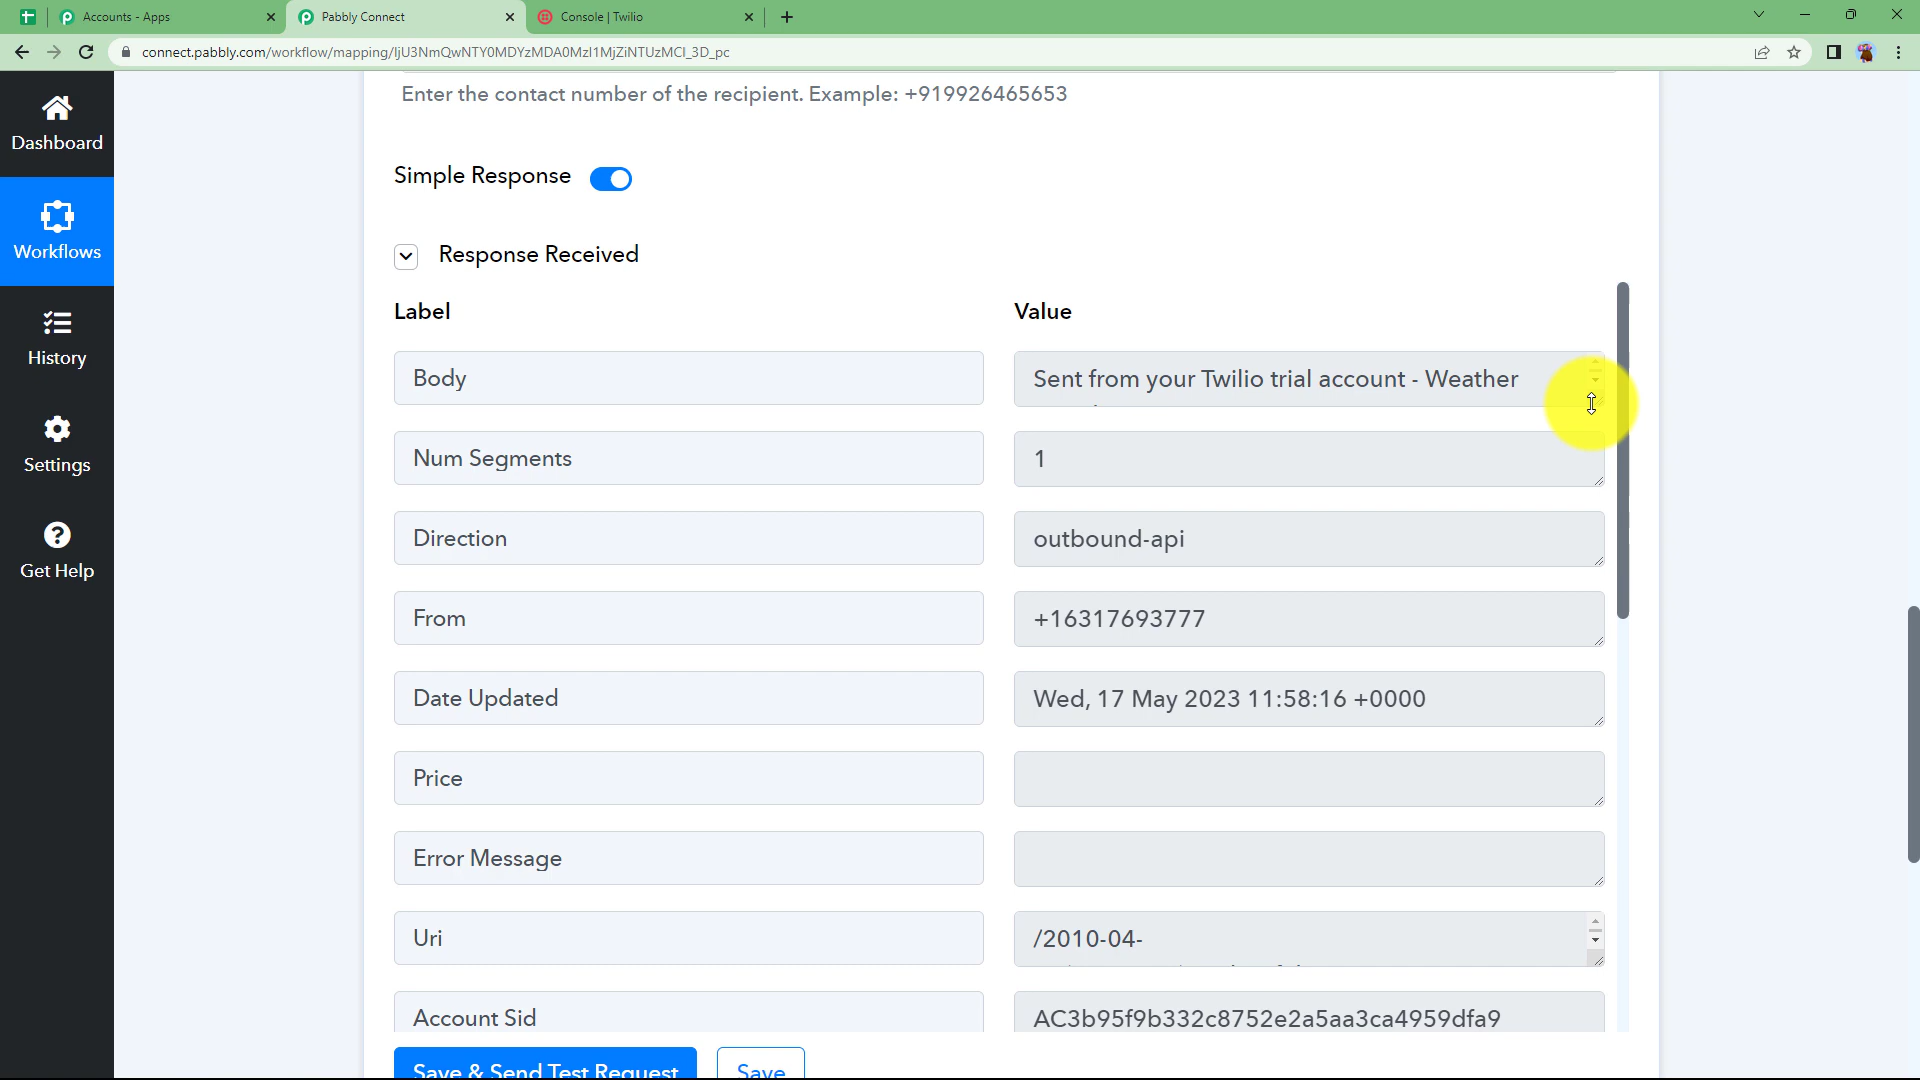 Accounts - Apps
Pabbly Connect
Console | Twilio
connect.pabbly.com/workflow/mapping/IjU3NmQwNTY0MDYzMDA0MzI1MjZiNTUzMCI_3D_pc
Enter the contact number of the recipient. Example: +919926465653
Dashboard
Simple Response
Workflows
Response Received
Label
Value
History
Body
Sent from your Twilio trial account - Weather
Settings
Num Segments
1
Direction
outbound-api
Get Help
From
+16317693777
Date Updated
Wed, 17 May 2023 11:58:16 +0000
Price
Error Message
Uri
/2010-04-
Account Sid
AC3b95f9b332c8752e2a5aa3ca4959dfa9
Save & Send Test Request
Save